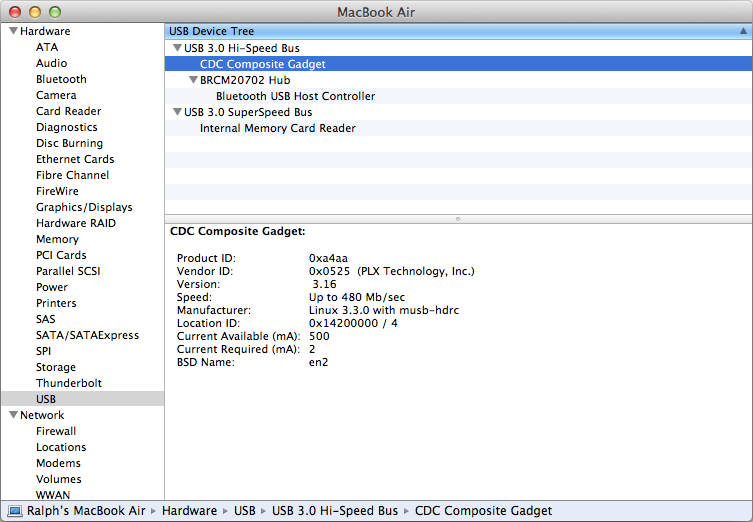 MacBook Air
Hardware
ATA
Audio
Bluetooth
Camera
Card Reader
Diagnostics
Disc Burning
Ethernet Cards
Fibre Channel
FireWire
Graphics/Displays
Hardware RAID
Memory
PCI Cards
Parallel SCSI
Power
Printers
SAS
SATA/SATAExpress
SPI
Storage
Thunderbolt
USB
Network
Firewall
Locations
Modems
Volumes
WWAN
USB Device Tree
USB 3.0 Hi-Speed Bus
CDC Composite Gadget
BRCM20702 Hub
Bluetooth USB Host Controller
USB 3.0 SuperSpeed Bus
Internal Memory Card Reader
CDC Composite Gadget:
Product ID: 0xa4aa
Vendor ID: 0x0525 (PLX Technology, Inc.)
Version: 3.16
Speed: Up to 480 Mb/sec
Manufacturer: Linux 3.3.0 with musb-hdrc
Location ID: 0x14200000 / 4
Current Available (mA): 500
Current Required (mA): 2
BSD Name: en2
Ralph's MacBook Air ▸ Hardware ▸ USB ▸ USB 3.0 Hi-Speed Bus ▸ CDC Composite Gadget